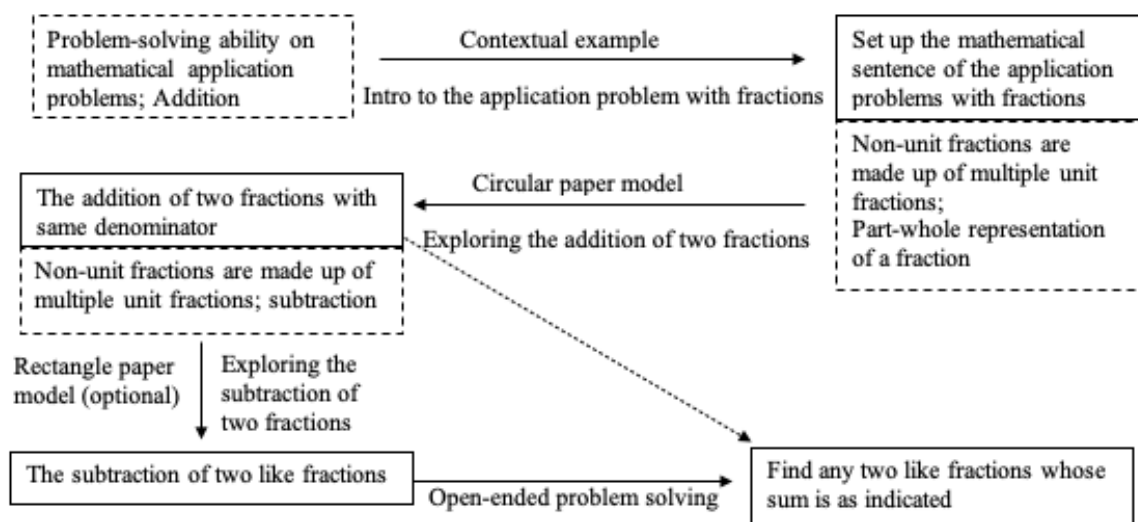 Problem-solving ability on
mathematical application
problems; Addition
Contextual example
Intro to the application problem with fractions
Set up the mathematical
sentence of the application
problems with fractions
Non-unit fractions are
made up of multiple unit
fractions;
Part-whole representation
of a fraction
Circular paper model
Exploring the addition of two fractions
The addition of two fractions with
same denominator
Non-unit fractions are made up of
multiple unit fractions; subtraction
Rectangle paper
model (optional)
Exploring the
subtraction of
two fractions
The subtraction of two like fractions
Open-ended problem solving
Find any two like fractions whose
sum is as indicated